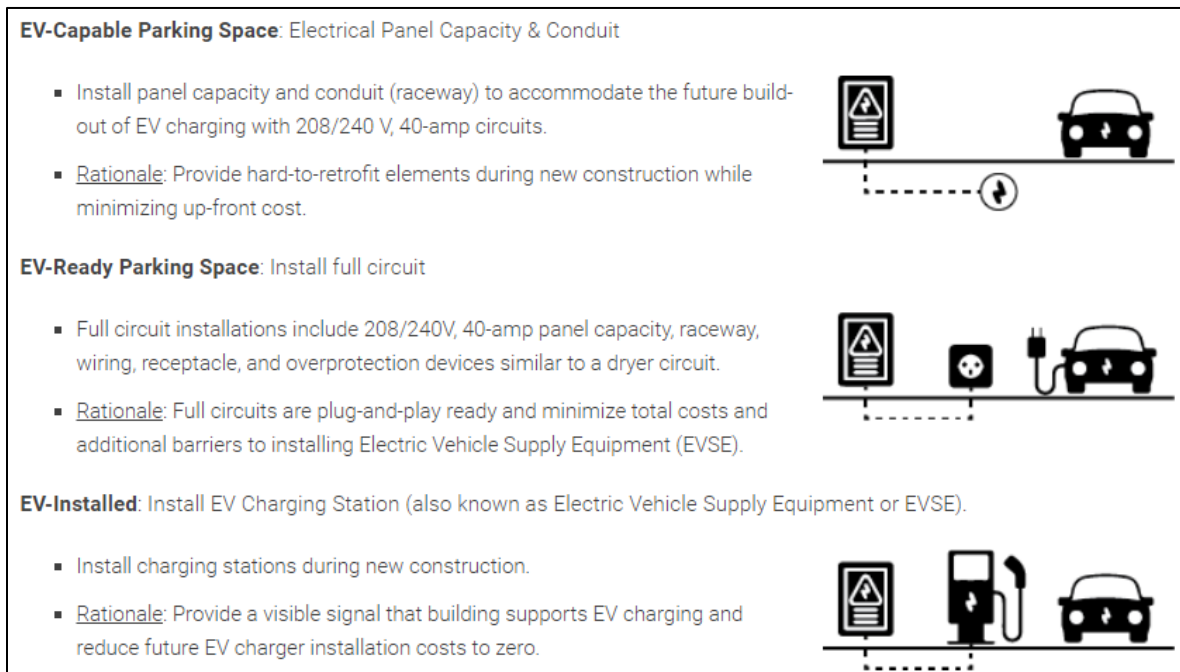 EV-Capable Parking Space: Electrical Panel Capacity & Conduit
▪ Install panel capacity and conduit (raceway) to accommodate the future build-
out of EV charging with 208/240 V, 40-amp circuits.
▪ Rationale: Provide hard-to-retrofit elements during new construction while
minimizing up-front cost.
EV-Ready Parking Space: Install full circuit
▪ Full circuit installations include 208/240V, 40-amp panel capacity, raceway,
wiring, receptacle, and overprotection devices similar to a dryer circuit.
▪ Rationale: Full circuits are plug-and-play ready and minimize total costs and
additional barriers to installing Electric Vehicle Supply Equipment (EVSE).
EV-Installed: Install EV Charging Station (also known as Electric Vehicle Supply Equipment or EVSE).
▪ Install charging stations during new construction.
▪ Rationale: Provide a visible signal that building supports EV charging and
reduce future EV charger installation costs to zero.